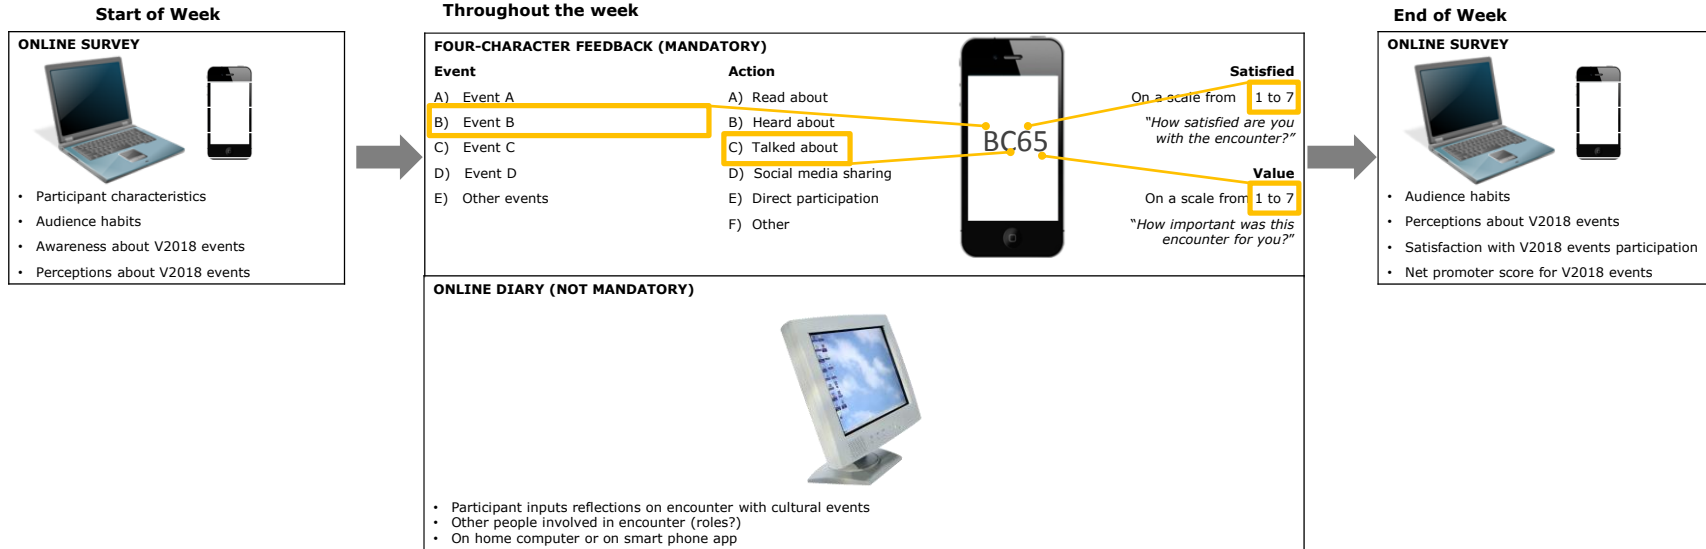 Start of Week
ONLINE SURVEY
• Participant characteristics
• Audience habits
• Awareness about V2018 events
• Perceptions about V2018 events
Throughout the week
FOUR-CHARACTER FEEDBACK (MANDATORY)
Event
A) Event A
B) Event B
C) Event C
D) Event D
E) Other events
Action
A) Read about
B) Heard about
C) Talked about
D) Social media sharing
E) Direct participation
F) Other
BC65
Satisfied
On a scale from 1 to 7
“How satisfied are you
with the encounter?”
Value
On a scale from 1 to 7
“How important was this
encounter for you?”
ONLINE DIARY (NOT MANDATORY)
• Participant inputs reflections on encounter with cultural events
• Other people involved in encounter (roles?)
• On home computer or on smart phone app
End of Week
ONLINE SURVEY
• Audience habits
• Perceptions about V2018 events
• Satisfaction with V2018 events participation
• Net promoter score for V2018 events